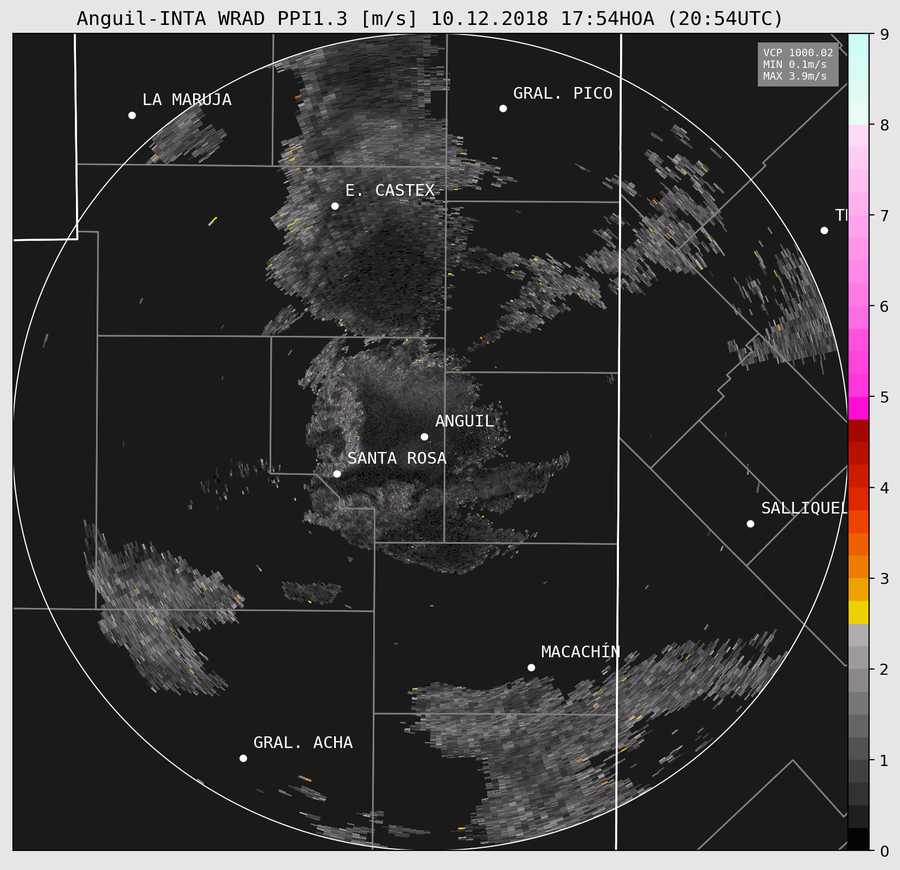 Anguil-INTA WRAD PPI1.3 [m/s] 10.12.2018 17:54HOA (20:54UTC)
VCP 1000.02
MIN 0.1m/s
MAX 3.9m/s
LA MARUJA
GRAL. PICO
E. CASTEX
ANGUIL
SANTA ROSA
SALLIQUEL
MACACHÍN
GRAL. ACHA
9
8
7
6
5
4
3
2
1
0